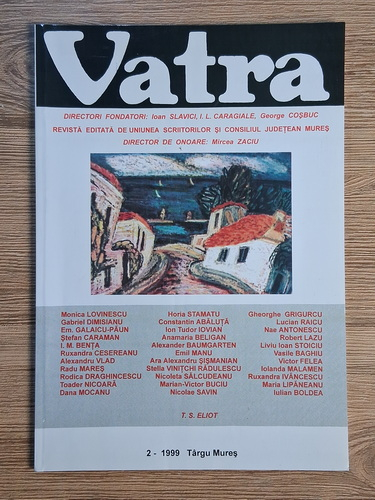 Vatra
DIRECTORI FONDATORI: Ioan SLAVICI, I. L. CARAGIALE, George COŞBUC
REVISTĂ EDITATĂ DE UNIUNEA SCRIITORILOR ŞI CONSILIUL JUDEŢEAN MUREŞ
DIRECTOR DE ONOARE: Mircea ZACIU
Monica LOVINESCU
Gabriel DIMISIANU
Em. GALAICU-PĂUN
Ştefan CARAMAN
I. M. BENŢA
Ruxandra CESEREANU
Alexandru VLAD
Radu MAREŞ
Rodica DRAGHINCESCU
Toader NICOARĂ
Dana MOCANU
Horia STAMATU
Constantin ABĂLUŢĂ
Ion Tudor IOVIAN
Anamaria BELIGAN
Alexander BAUMGARTEN
Emil MANU
Ara Alexandru ŞIŞMANIAN
Stella VINIŢCHI RĂDULESCU
Nicoleta SĂLCUDEANU
Marian-Victor BUCIU
Nicolae SAVIN
Gheorghe GRIGURCU
Lucian RAICU
Nae ANTONESCU
Robert LAZU
Liviu Ioan STOICIU
Vasile BAGHIU
Victor FELEA
Iolanda MALAMEN
Ruxandra IVĂNCESCU
Maria LIPĂNEANU
Iulian BOLDEA
T. S. ELIOT
2 - 1999 Târgu Mureş